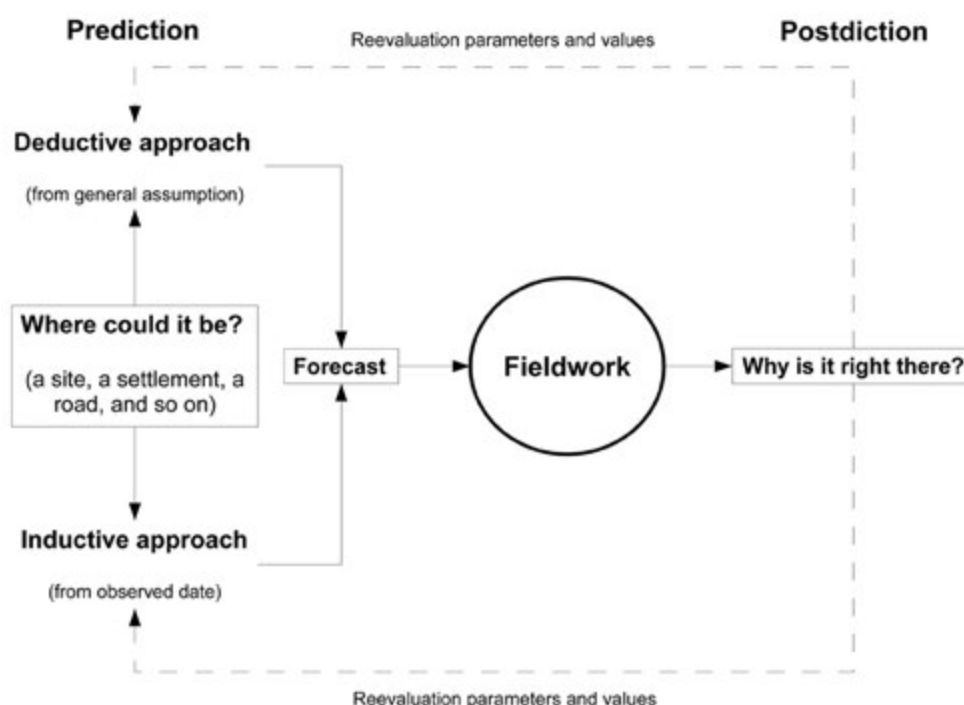 Prediction
Reevaluation parameters and values
Postdiction
Deductive approach
(from general assumption)
Where could it be?
(a site, a settlement, a
road, and so on)
Forecast
Fieldwork
Why is it right there?
Inductive approach
(from observed date)
Reevaluation parameters and values